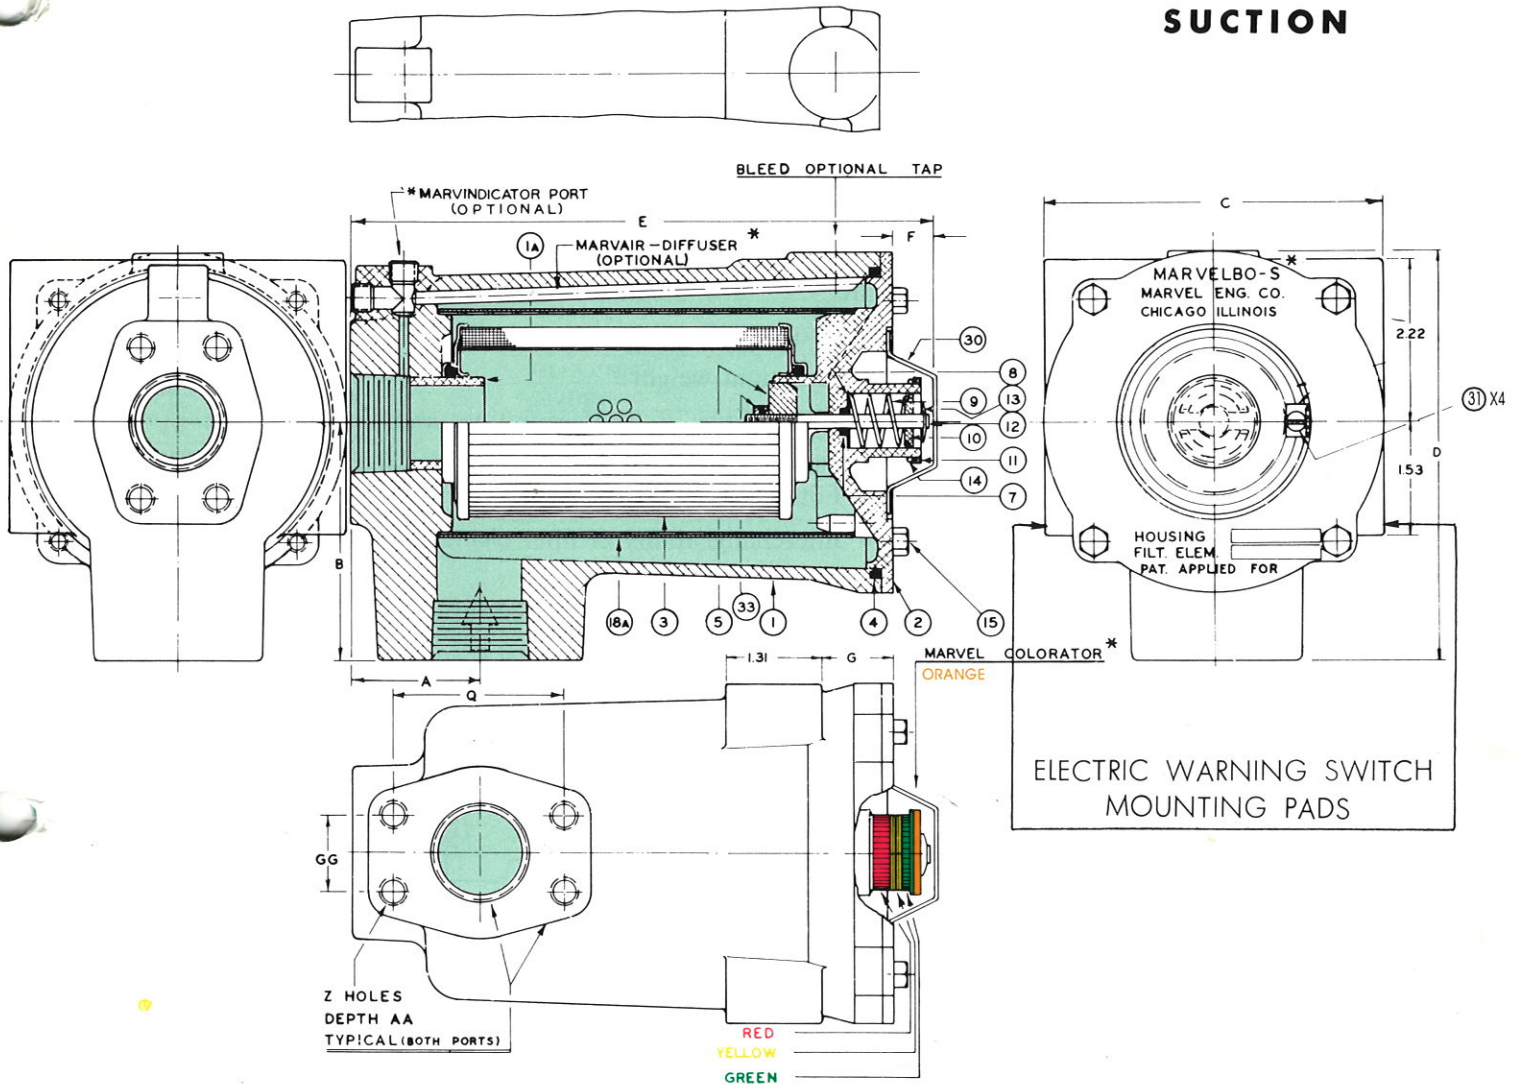 SUCTION
BLEED OPTIONAL TAP
*MARVINDICATOR PORT
(OPTIONAL)
E
F
C
1A
MARVAIR-DIFFUSER *
(OPTIONAL)
MARVELBO-S *
MARVEL ENG. CO.
CHICAGO ILLINOIS
2.22
30
8
9
13
12
10
11
14
7
31 X4
D
1.53
B
HOUSING
FILT. ELEM.
PAT. APPLIED FOR
18A
3
5
33
1
4
2
15
1.31
G
MARVEL COLORATOR*
ORANGE
A
Q
ELECTRIC WARNING SWITCH
MOUNTING PADS
GG
Z HOLES
DEPTH AA
TYPICAL (BOTH PORTS)
RED
YELLOW
GREEN